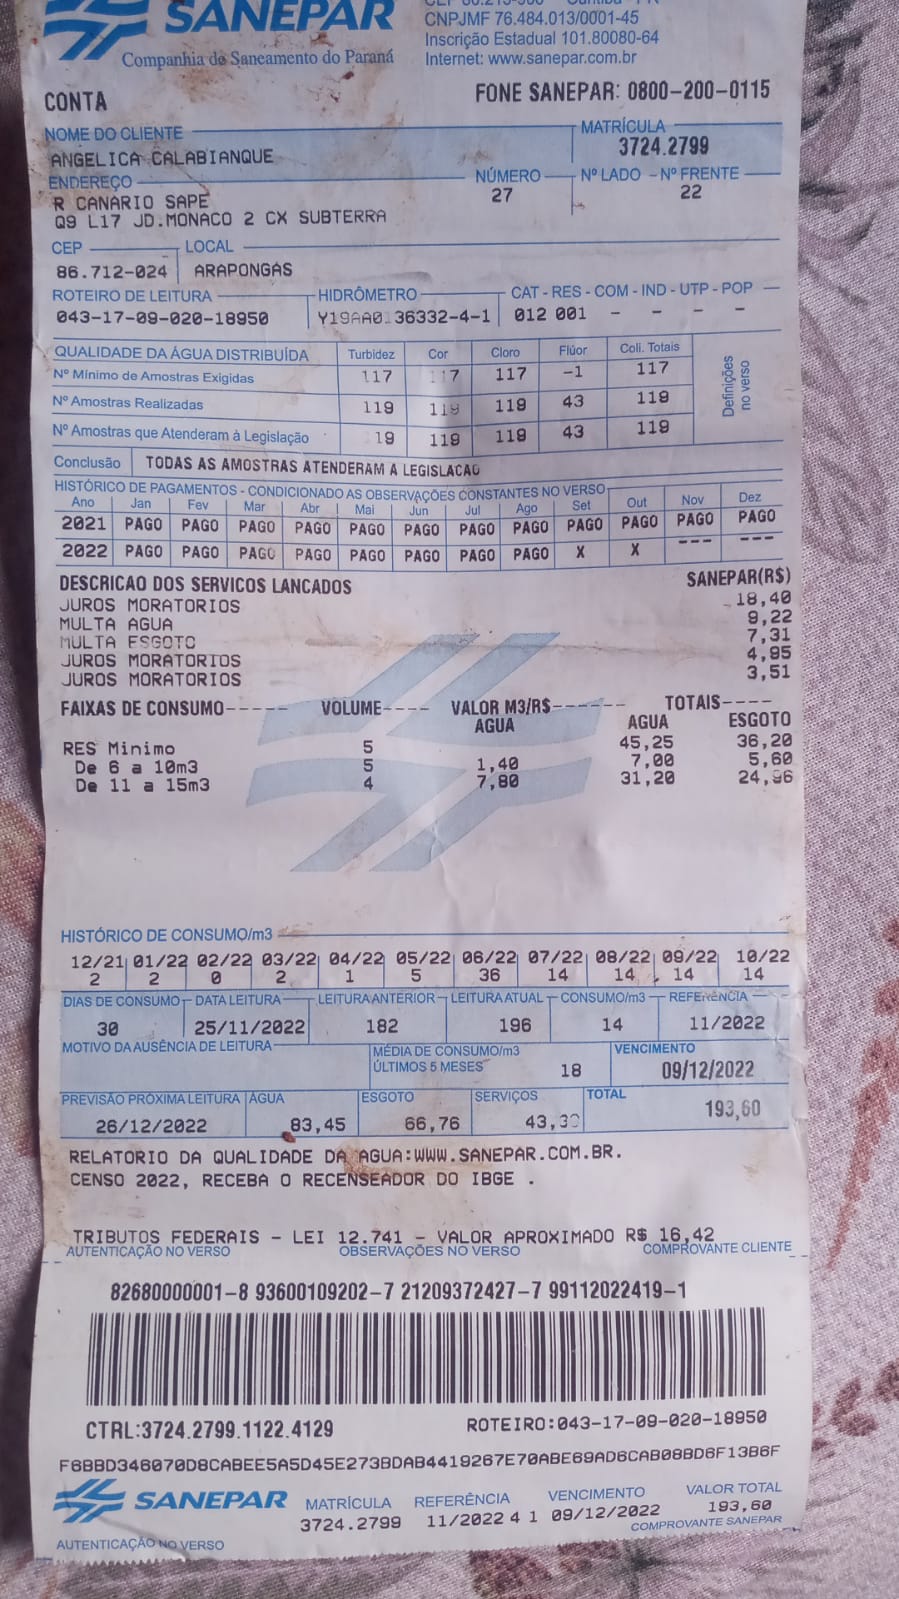 SANEPAR
Companhia de Saneamento do Paraná
CNPJMF 76.484.013/0001-45
Inscrição Estadual 101.80080-64
Internet: www.sanepar.com.br
CONTA
FONE SANEPAR: 0800-200-0115
NOME DO CLIENTE MATRÍCULA
ANGELICA CALABIANQUE 3724.2799
ENDEREÇO NÚMERO Nº LADO - Nº FRENTE
R CANARIO SAPE 27 22
Q9 L17 JD.MONACO 2 CX SUBTERRA
CEP LOCAL
86.712-024 ARAPONGAS
ROTEIRO DE LEITURA HIDRÔMETRO CAT - RES - COM - IND - UTP - POP
043-17-09-020-18950 Y19AA0136332-4-1 012 001 - - - -
QUALIDADE DA ÁGUA DISTRIBUÍDA Turbidez Cor Cloro Flúor Coli. Totais
Nº Mínimo de Amostras Exigidas 117 117 117 -1 117
Nº Amostras Realizadas 119 119 119 43 119
Nº Amostras que Atenderam à Legislação 19 119 119 43 119
Definições no verso
Conclusão TODAS AS AMOSTRAS ATENDERAM A LEGISLACAO
HISTÓRICO DE PAGAMENTOS - CONDICIONADO AS OBSERVAÇÕES CONSTANTES NO VERSO
Ano Jan Fev Mar Abr Mai Jun Jul Ago Set Out Nov Dez
2021 PAGO PAGO PAGO PAGO PAGO PAGO PAGO PAGO PAGO PAGO PAGO PAGO
2022 PAGO PAGO PAGO PAGO PAGO PAGO PAGO PAGO X X --- ---
DESCRICAO DOS SERVICOS LANCADOS SANEPAR(R$)
JUROS MORATORIOS 18,40
MULTA AGUA 9,22
MULTA ESGOTO 7,31
JUROS MORATORIOS 4,95
JUROS MORATORIOS 3,51
FAIXAS DE CONSUMO----- VOLUME---- VALOR M3/R$------ TOTAIS----
AGUA AGUA ESGOTO
RES Minimo 5 45,25 36,20
De 6 a 10m3 5 1,40 7,00 5,60
De 11 a 15m3 4 7,80 31,20 24,96
HISTÓRICO DE CONSUMO/m3
12/21 01/22 02/22 03/22 04/22 05/22 06/22 07/22 08/22 09/22 10/22
2 2 0 2 1 5 36 14 14 14 14
DIAS DE CONSUMO DATA LEITURA LEITURA ANTERIOR LEITURA ATUAL CONSUMO/m3 REFERÊNCIA
30 25/11/2022 182 196 14 11/2022
MOTIVO DA AUSÊNCIA DE LEITURA MÉDIA DE CONSUMO/m3 VENCIMENTO
ÚLTIMOS 5 MESES 18 09/12/2022
PREVISÃO PRÓXIMA LEITURA ÁGUA ESGOTO SERVIÇOS TOTAL
26/12/2022 83,45 66,76 43,39 193,60
RELATORIO DA QUALIDADE DA AGUA:WWW.SANEPAR.COM.BR.
CENSO 2022, RECEBA O RECENSEADOR DO IBGE .
TRIBUTOS FEDERAIS - LEI 12.741 - VALOR APROXIMADO R$ 16,42
AUTENTICAÇÃO NO VERSO OBSERVAÇÕES NO VERSO COMPROVANTE CLIENTE
82680000001-8 93600109202-7 21209372427-7 99112022419-1
CTRL:3724.2799.1122.4129 ROTEIRO:043-17-09-020-18950
F6BBD346070D8CABEE5A5D45E273BDAB4419267E70ABE69AD6CAB08BD6F13B6F
SANEPAR MATRÍCULA REFERÊNCIA VENCIMENTO VALOR TOTAL
3724.2799 11/2022 4 1 09/12/2022 193,60
AUTENTICAÇÃO NO VERSO COMPROVANTE SANEPAR